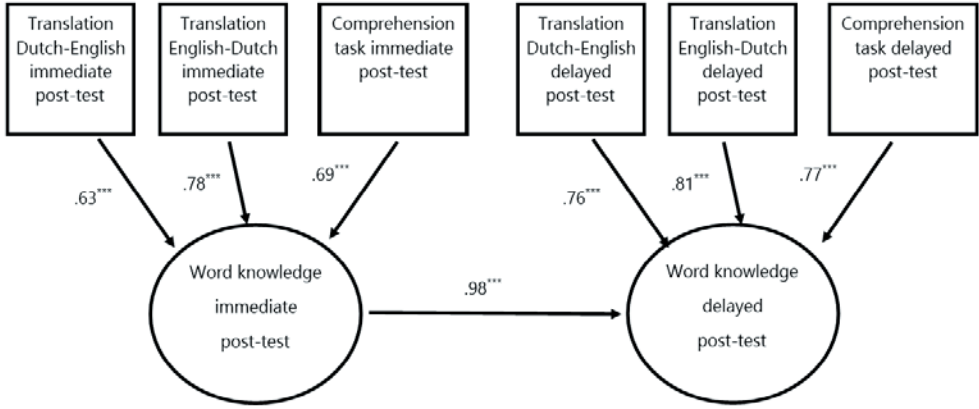 Translation
Dutch-English
immediate
post-test
Translation
English-Dutch
immediate
post-test
Comprehension
task immediate
post-test
Translation
Dutch-English
delayed
post-test
Translation
English-Dutch
delayed
post-test
Comprehension
task delayed
post-test
.63***
.78***
.69***
.76***
.81***
.77***
Word knowledge
immediate
post-test
.98***
Word knowledge
delayed
post-test